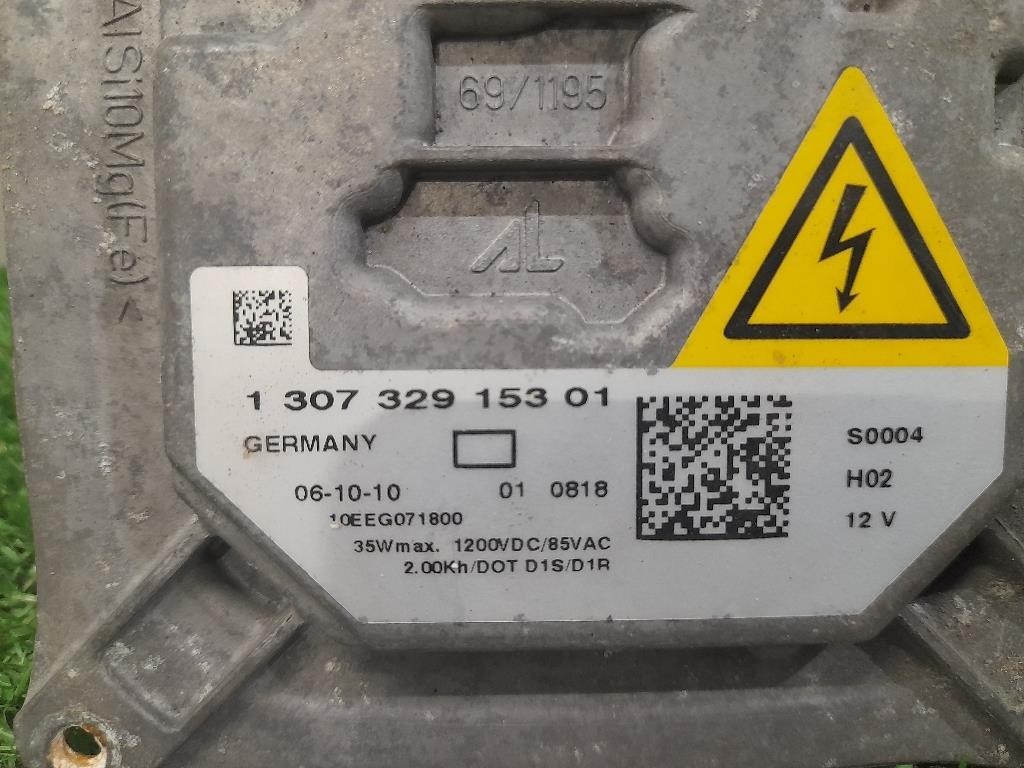 AlSi10Mg(Fe) <
69/1195
AL
1 307 329 153 01
GERMANY
06-10-10 01 0818
10EEG071800
35Wmax. 1200VDC/85VAC
2.00Kh/DOT D1S/D1R
S0004
H02
12 V